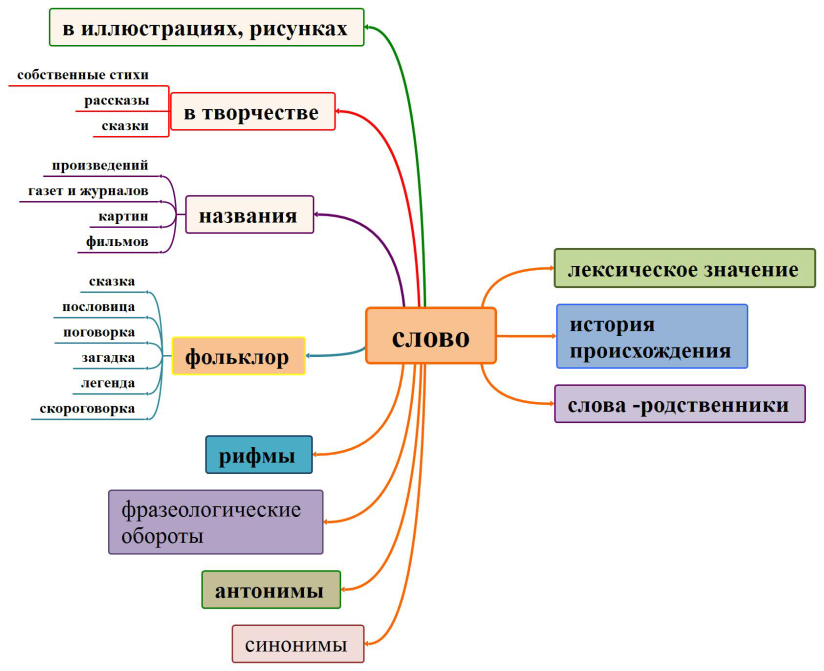 в иллюстрациях, рисунках
собственные стихи
рассказы
сказки
в творчестве
произведений
газет и журналов
картин
фильмов
названия
сказка
пословица
поговорка
загадка
легенда
скороговорка
фольклор
рифмы
фразеологические
обороты
антонимы
синонимы
слово
лексическое значение
история
происхождения
слова -родственники